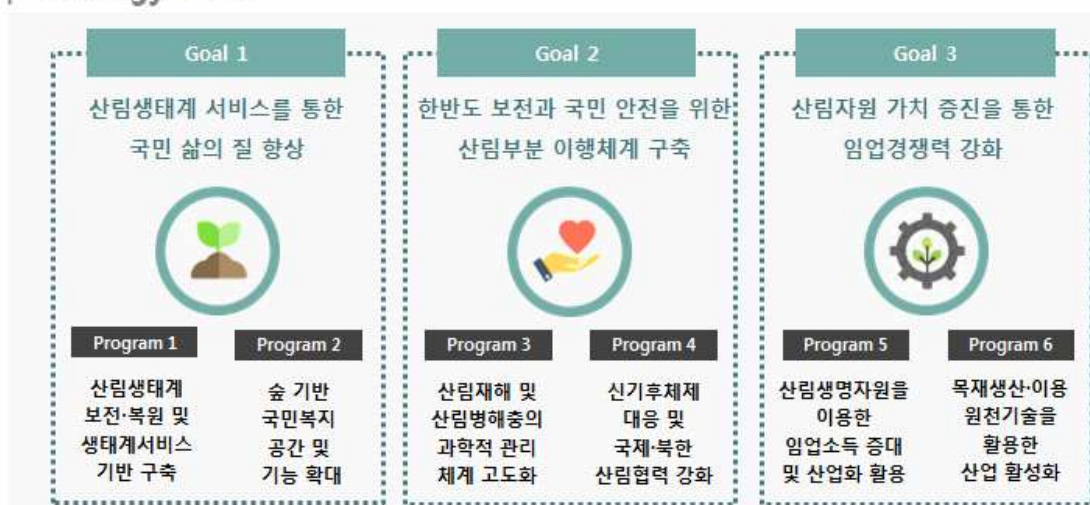 Goal 1
산림생태계 서비스를 통한
국민 삶의 질 향상
Program 1
산림생태계
보전·복원 및
생태계서비스
기반 구축
Program 2
숲 기반
국민복지
공간 및
기능 확대
Goal 2
한반도 보전과 국민 안전을 위한
산림부분 이행체계 구축
Program 3
산림재해 및
산림병해충의
과학적 관리
체계 고도화
Program 4
신기후체제
대응 및
국제·북한
산림협력 강화
Goal 3
산림자원 가치 증진을 통한
임업경쟁력 강화
Program 5
산림생명자원을
이용한
임업소득 증대
및 산업화 활용
Program 6
목재생산·이용
원천기술을
활용한
산업 활성화